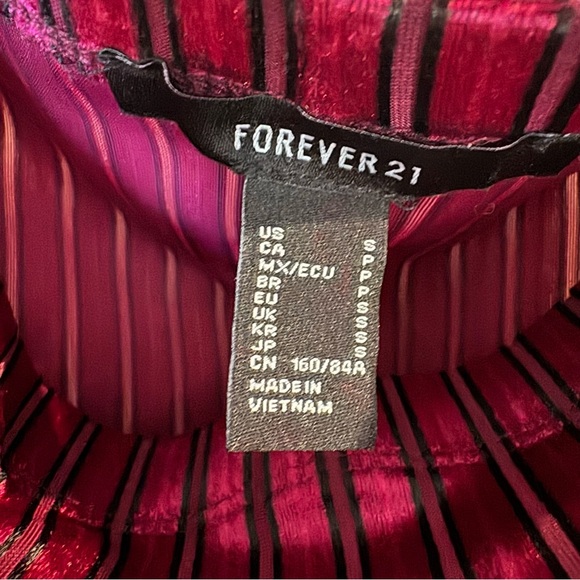 FOREVER 21
US S
CA P
MX/ECU P
BR P
EU S
UK S
KR S
JP S
CN 160/84A
MADE IN
VIETNAM